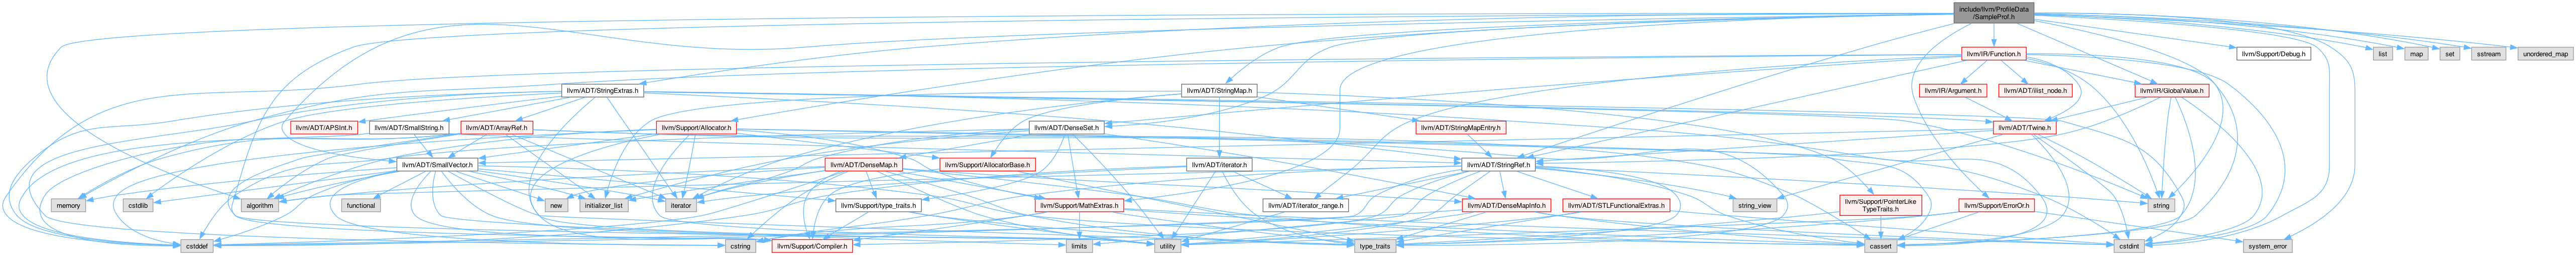 include/llvm/ProfileData
/SampleProf.h
llvm/IR/Function.h
llvm/Support/Debug.h
list
map
set
sstream
unordered_map
llvm/ADT/StringExtras.h
llvm/ADT/StringMap.h
llvm/IR/Argument.h
llvm/ADT/ilist_node.h
llvm/IR/GlobalValue.h
llvm/ADT/APSInt.h
llvm/ADT/SmallString.h
llvm/ADT/ArrayRef.h
llvm/Support/Allocator.h
llvm/ADT/DenseSet.h
llvm/ADT/StringMapEntry.h
llvm/ADT/Twine.h
llvm/ADT/SmallVector.h
llvm/ADT/DenseMap.h
llvm/Support/AllocatorBase.h
llvm/ADT/iterator.h
llvm/ADT/StringRef.h
memory
cstdlib
algorithm
functional
new
initializer_list
iterator
llvm/Support/type_traits.h
llvm/Support/MathExtras.h
llvm/ADT/iterator_range.h
llvm/ADT/DenseMapInfo.h
llvm/ADT/STLFunctionalExtras.h
string_view
llvm/Support/PointerLike
TypeTraits.h
llvm/Support/ErrorOr.h
string
cstddef
cstring
llvm/Support/Compiler.h
limits
utility
type_traits
cassert
cstdint
system_error